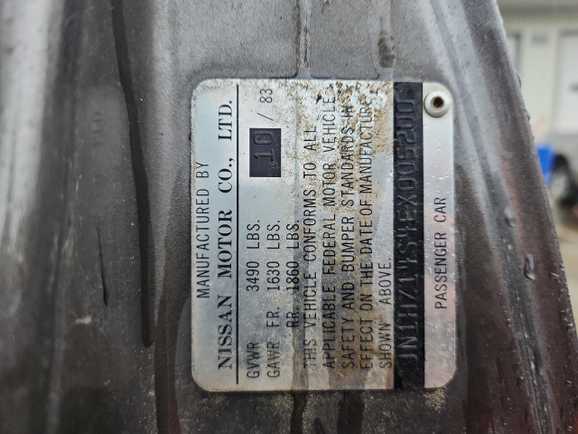 MANUFACTURED BY
NISSAN MOTOR CO., LTD.
10 / 83
GVWR 3490 LBS.
GAWR FR. 1630 LBS.
RR. 1860 LBS.
THIS VEHICLE CONFORMS TO ALL
APPLICABLE FEDERAL MOTOR VEHICLE
SAFETY AND BUMPER STANDARDS IN
EFFECT ON THE DATE OF MANUFACTURE
SHOWN ABOVE.
PASSENGER CAR